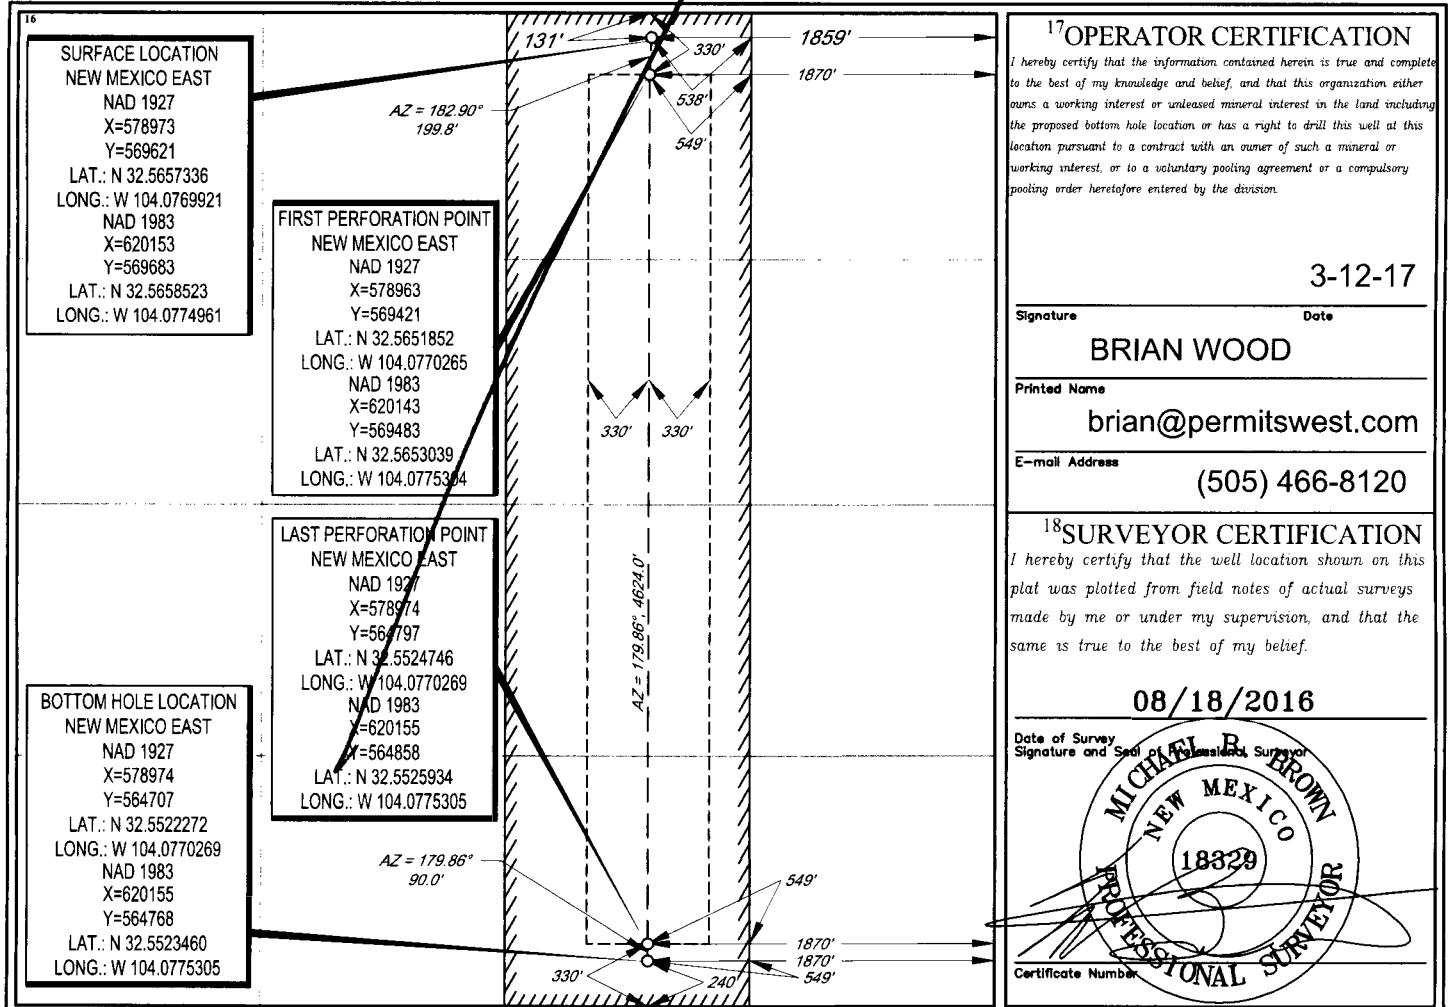 16
SURFACE LOCATION
NEW MEXICO EAST
NAD 1927
X=578973
Y=569621
LAT.: N 32.5657336
LONG.: W 104.0769921
NAD 1983
X=620153
Y=569683
LAT.: N 32.5658523
LONG.: W 104.0774961
FIRST PERFORATION POINT
NEW MEXICO EAST
NAD 1927
X=578963
Y=569421
LAT.: N 32.5651852
LONG.: W 104.0770265
NAD 1983
X=620143
Y=569483
LAT.: N 32.5653039
LONG.: W 104.0775304
LAST PERFORATION POINT
NEW MEXICO EAST
NAD 1927
X=578974
Y=564797
LAT.: N 32.5524746
LONG.: W 104.0770269
NAD 1983
X=620155
Y=564858
LAT.: N 32.5525934
LONG.: W 104.0775305
BOTTOM HOLE LOCATION
NEW MEXICO EAST
NAD 1927
X=578974
Y=564707
LAT.: N 32.5522272
LONG.: W 104.0770269
NAD 1983
X=620155
Y=564768
LAT.: N 32.5523460
LONG.: W 104.0775305
131'
330'
1859'
1870'
538'
549'
AZ = 182.90°
199.8'
330'
330'
AZ = 179.86°, 4624.0'
AZ = 179.86°
90.0'
549'
1870'
1870'
549'
330'
240'
17 OPERATOR CERTIFICATION
I hereby certify that the information contained herein is true and complete
to the best of my knowledge and belief, and that this organization either
owns a working interest or unleased mineral interest in the land including
the proposed bottom hole location or has a right to drill this well at this
location pursuant to a contract with an owner of such a mineral or
working interest, or to a voluntary pooling agreement or a compulsory
pooling order heretofore entered by the division.
3-12-17
Signature Date
BRIAN WOOD
Printed Name
brian@permitswest.com
E-mail Address
(505) 466-8120
18 SURVEYOR CERTIFICATION
I hereby certify that the well location shown on this
plat was plotted from field notes of actual surveys
made by me or under my supervision, and that the
same is true to the best of my belief.
08/18/2016
Date of Survey
Signature and Seal of Professional Surveyor
MICHAEL R. BROWN
NEW MEXICO
18329
PROFESSIONAL SURVEYOR
Certificate Number